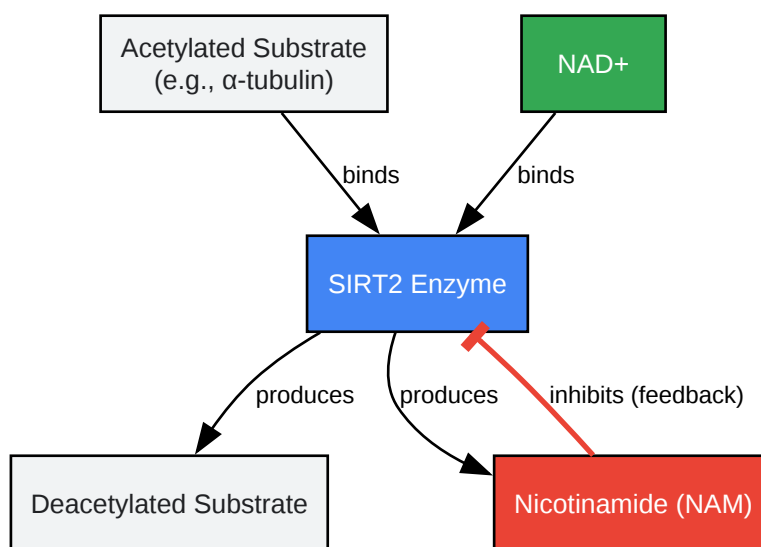 Acetylated Substrate
(e.g., α-tubulin)
NAD+
binds
binds
SIRT2 Enzyme
produces
produces
inhibits (feedback)
Deacetylated Substrate
Nicotinamide (NAM)